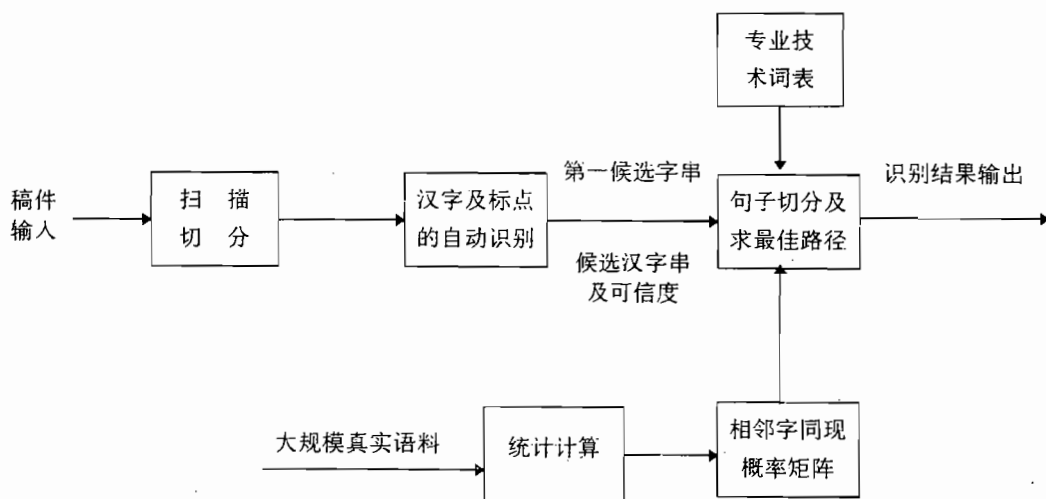 专业技
术词表
稿件
输入
扫 描
切 分
汉字及标点
的自动识别
第一候选字串
候选汉字串
及可信度
句子切分及
求最佳路径
识别结果输出
大规模真实语料
统计计算
相邻字同现
概率矩阵